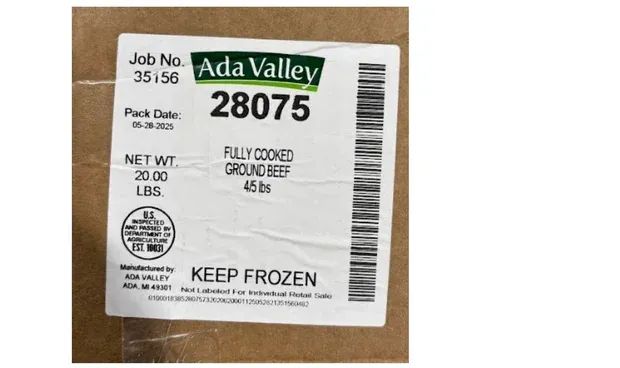 Job No.
35156
Ada Valley
28075
Pack Date:
05-28-2025
FULLY COOKED
GROUND BEEF
4/5 lbs
NET WT.
20.00
LBS.
U.S.
INSPECTED
AND PASSED BY
DEPARTMENT OF
AGRICULTURE
EST. 10031
Manufactured by:
ADA VALLEY
ADA, MI 49301
KEEP FROZEN
Not Labeled For Individual Retail Sale